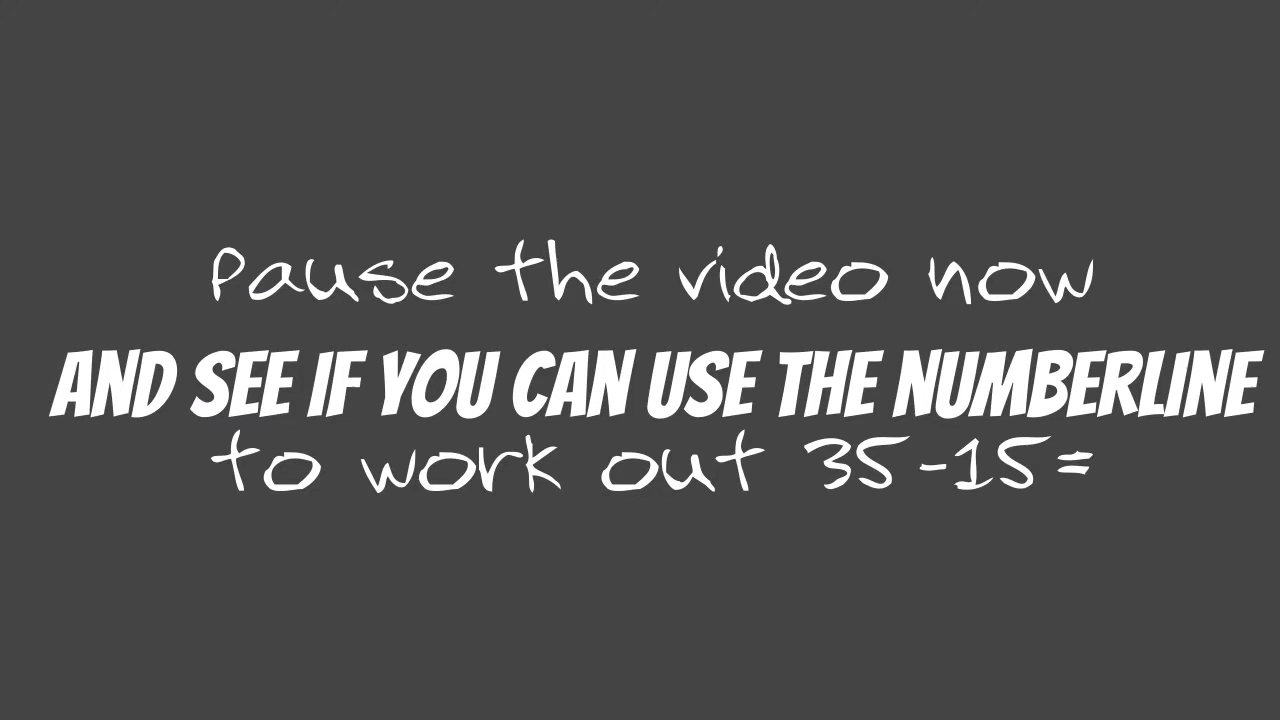 Pause the video now
AND SEE IF YOU CAN USE THE NUMBERLINE
to work out 35-15=